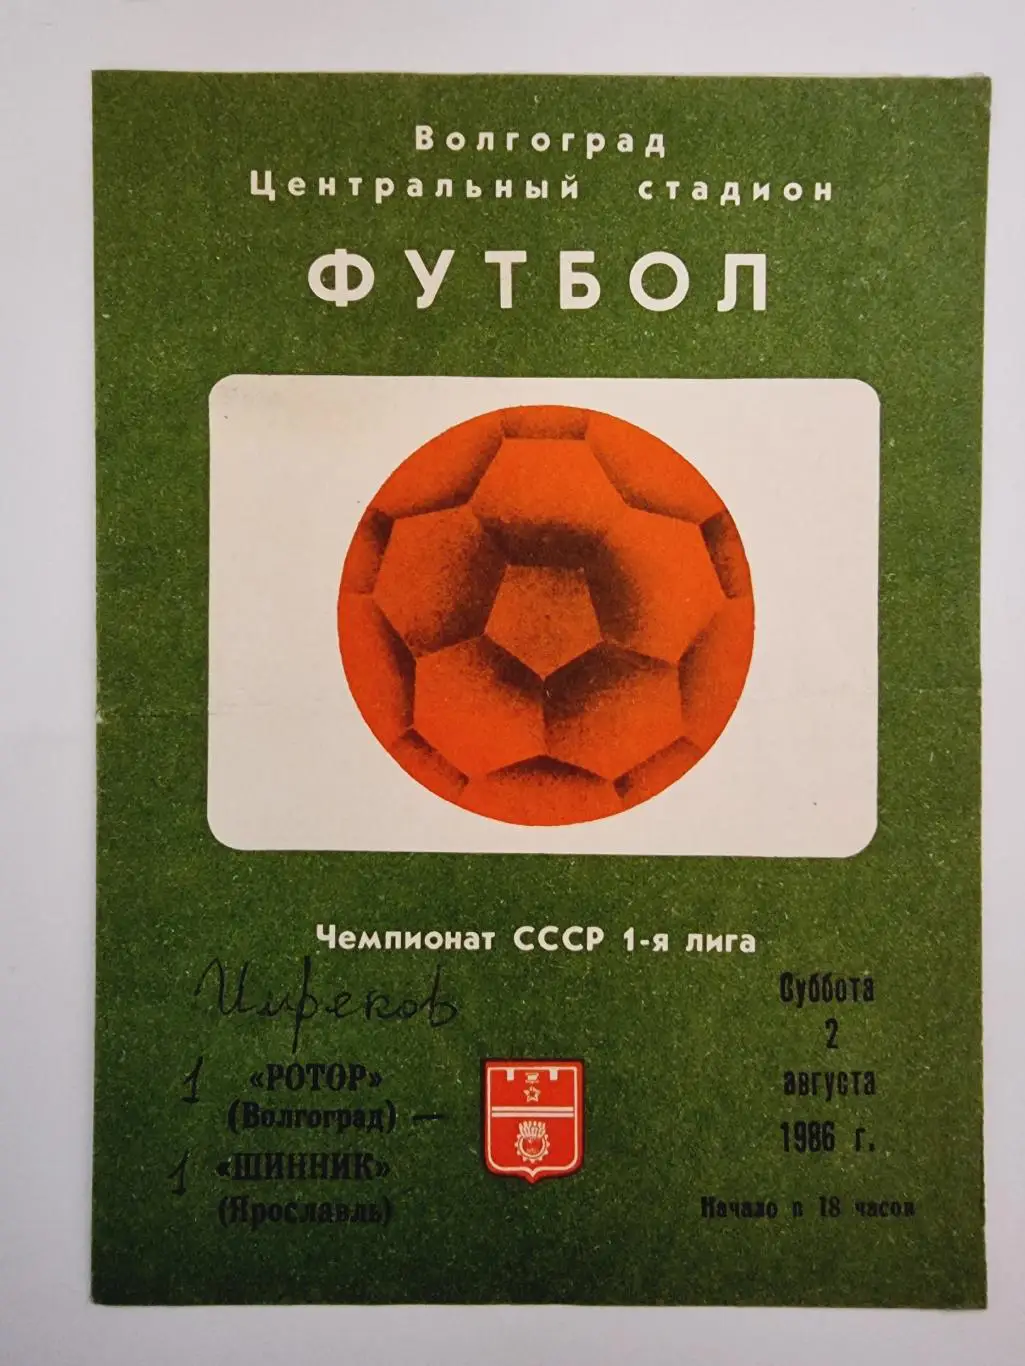 Волгоград
Центральный стадион
ФУТБОЛ
Чемпионат СССР 1-я лига
1 «РОТОР»
(Волгоград) —
1 «ШИННИК»
(Ярославль)
Суббота
2
августа
1986 г.
Начало в 18 часов